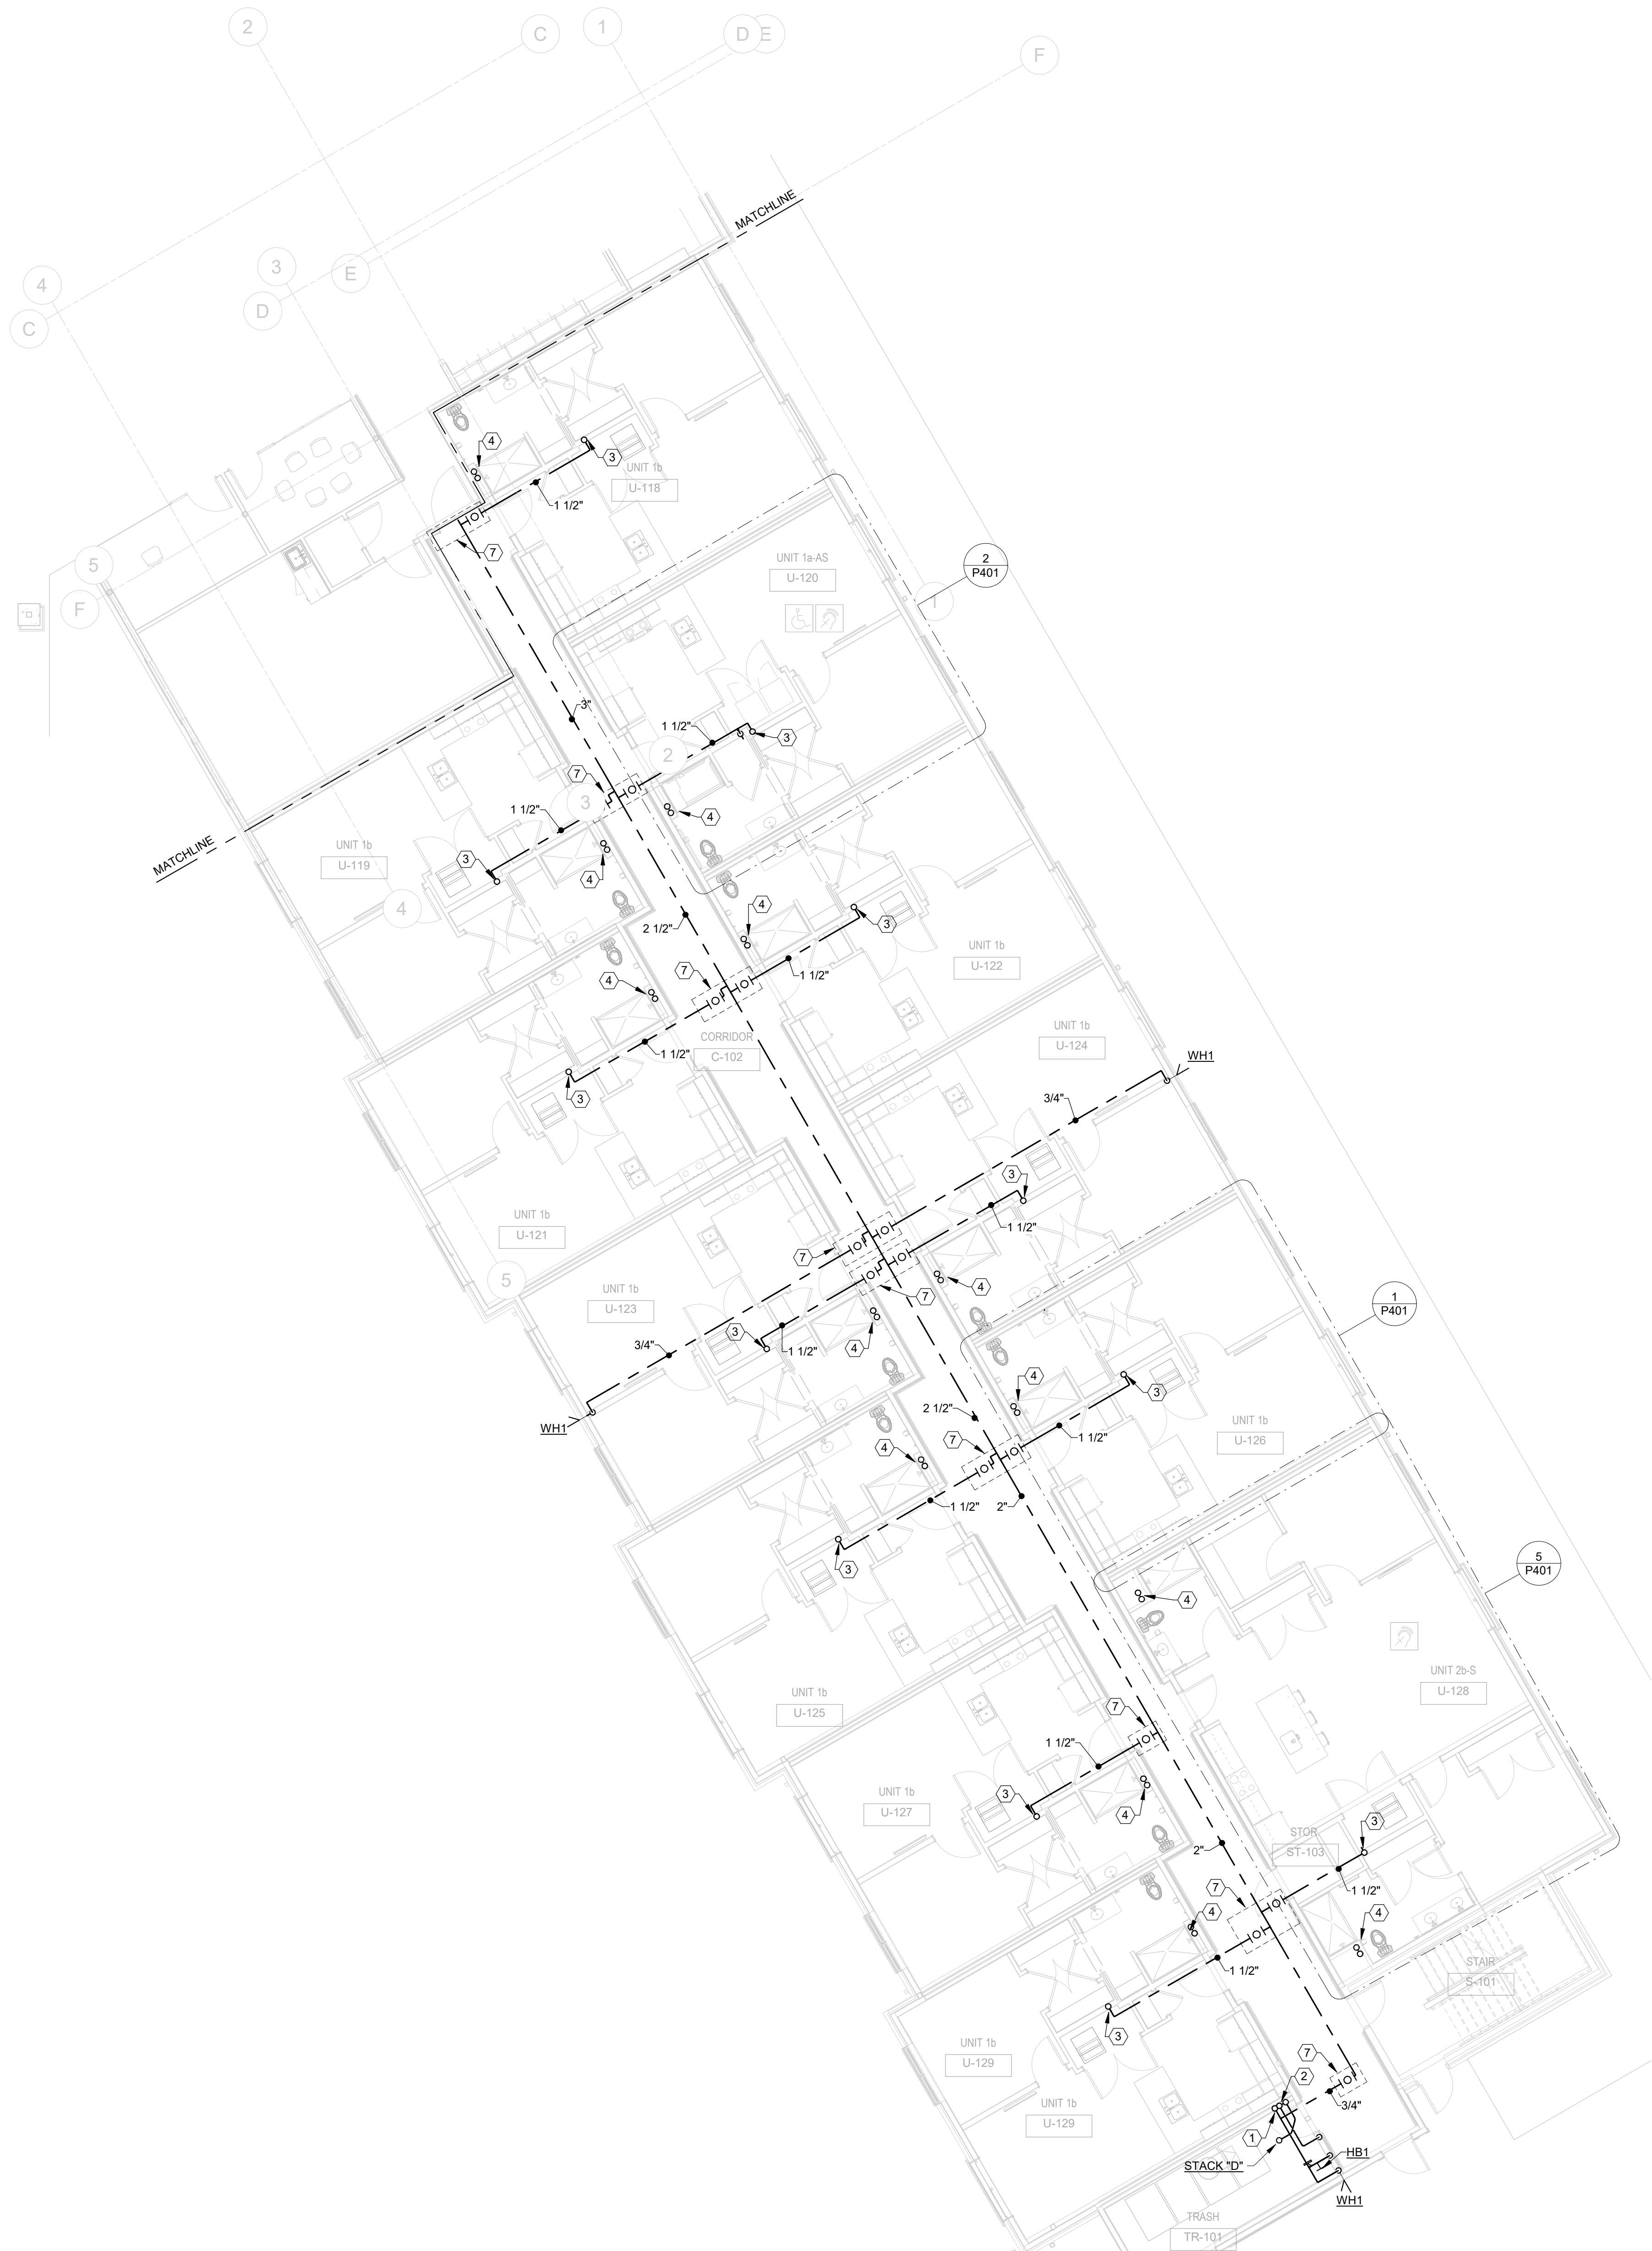 2
C
1
D
E
F
MATCHLINE
3
E
4
D
C
4
3
UNIT 1b
U-118
1 1/2"
7
5
F
UNIT 1a-AS
U-120
2
P401
1
3"
1 1/2"
3
2
7
3
1 1/2"
4
MATCHLINE
UNIT 1b
U-119
3
4
4
4
3
2 1/2"
UNIT 1b
U-122
1 1/2"
7
4
CORRIDOR
C-102
1 1/2"
3
UNIT 1b
U-124
WH1
3/4"
3
UNIT 1b
U-121
1 1/2"
7
5
4
7
UNIT 1b
U-123
1
P401
3
4
1 1/2"
3/4"
4
3
2 1/2"
WH1
UNIT 1b
U-126
1 1/2"
7
4
1 1/2"
2"
3
5
P401
4
UNIT 2b-S
U-128
UNIT 1b
U-125
7
1 1/2"
UNIT 1b
U-127
3
4
3
STOR.
ST-103
2"
1 1/2"
7
4
4
1 1/2"
STAIR
S-101
3
UNIT 1b
U-129
7
2
3/4"
UNIT 1b
U-129
1
HB1
STACK "D"
WH1
TRASH
TR-101